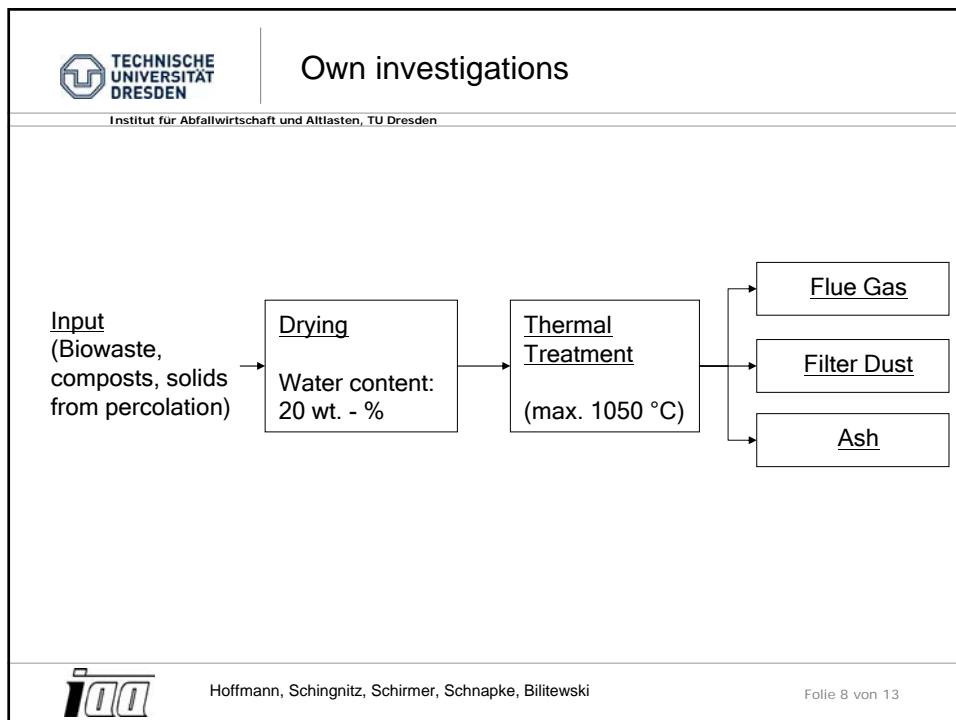 TECHNISCHE
UNIVERSITÄT
DRESDEN
Own investigations
Institut für Abfallwirtschaft und Altlasten, TU Dresden
Input
(Biowaste,
composts, solids
from percolation)
Drying
Water content:
20 wt. - %
Thermal
Treatment
(max. 1050 °C)
Flue Gas
Filter Dust
Ash
iaa
Hoffmann, Schingnitz, Schirmer, Schnapke, Bilitewski
Folie 8 von 13